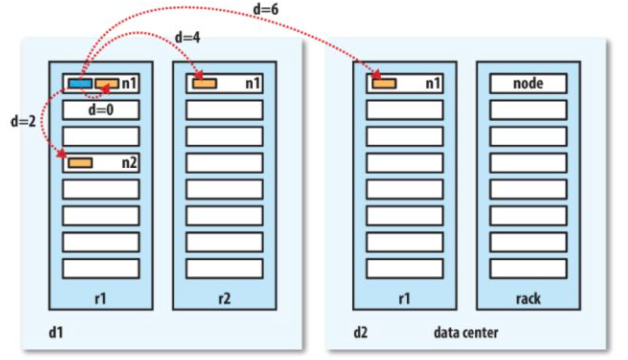 d=6
d=4
n1
n1
n1
node
d=0
d=2
n2
r1
r2
r1
rack
d1
d2
data center